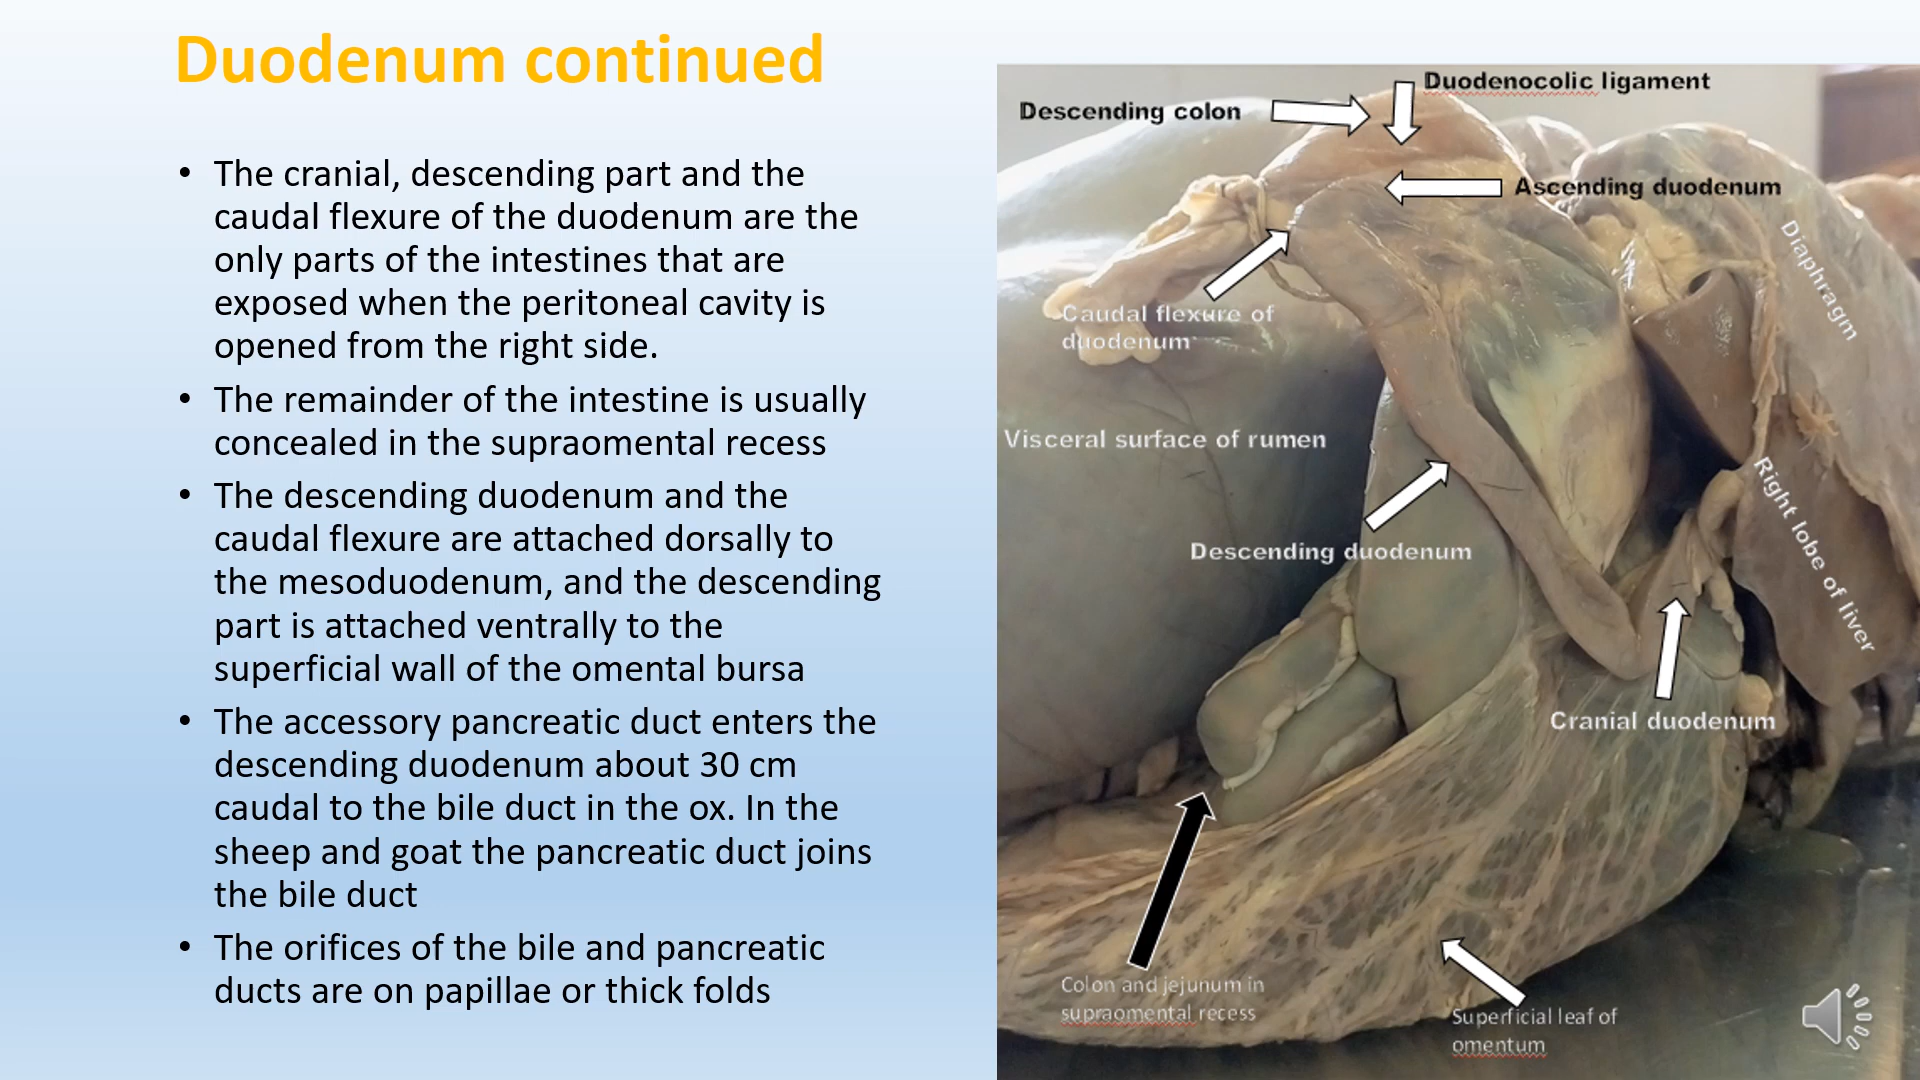 Duodenum continued
• The cranial, descending part and the
caudal flexure of the duodenum are the
only parts of the intestines that are
exposed when the peritoneal cavity is
opened from the right side.
• The remainder of the intestine is usually
concealed in the supraomental recess
• The descending duodenum and the
caudal flexure are attached dorsally to
the mesoduodenum, and the descending
part is attached ventrally to the
superficial wall of the omental bursa
• The accessory pancreatic duct enters the
descending duodenum about 30 cm
caudal to the bile duct in the ox. In the
sheep and goat the pancreatic duct joins
the bile duct
• The orifices of the bile and pancreatic
ducts are on papillae or thick folds
Duodenocolic ligament
Descending colon
Ascending duodenum
Diaphragm
Caudal flexure of
duodenum
Visceral surface of rumen
Right lobe of liver
Descending duodenum
Cranial duodenum
Colon and jejunum in
supraomental recess
Superficial leaf of
omentum